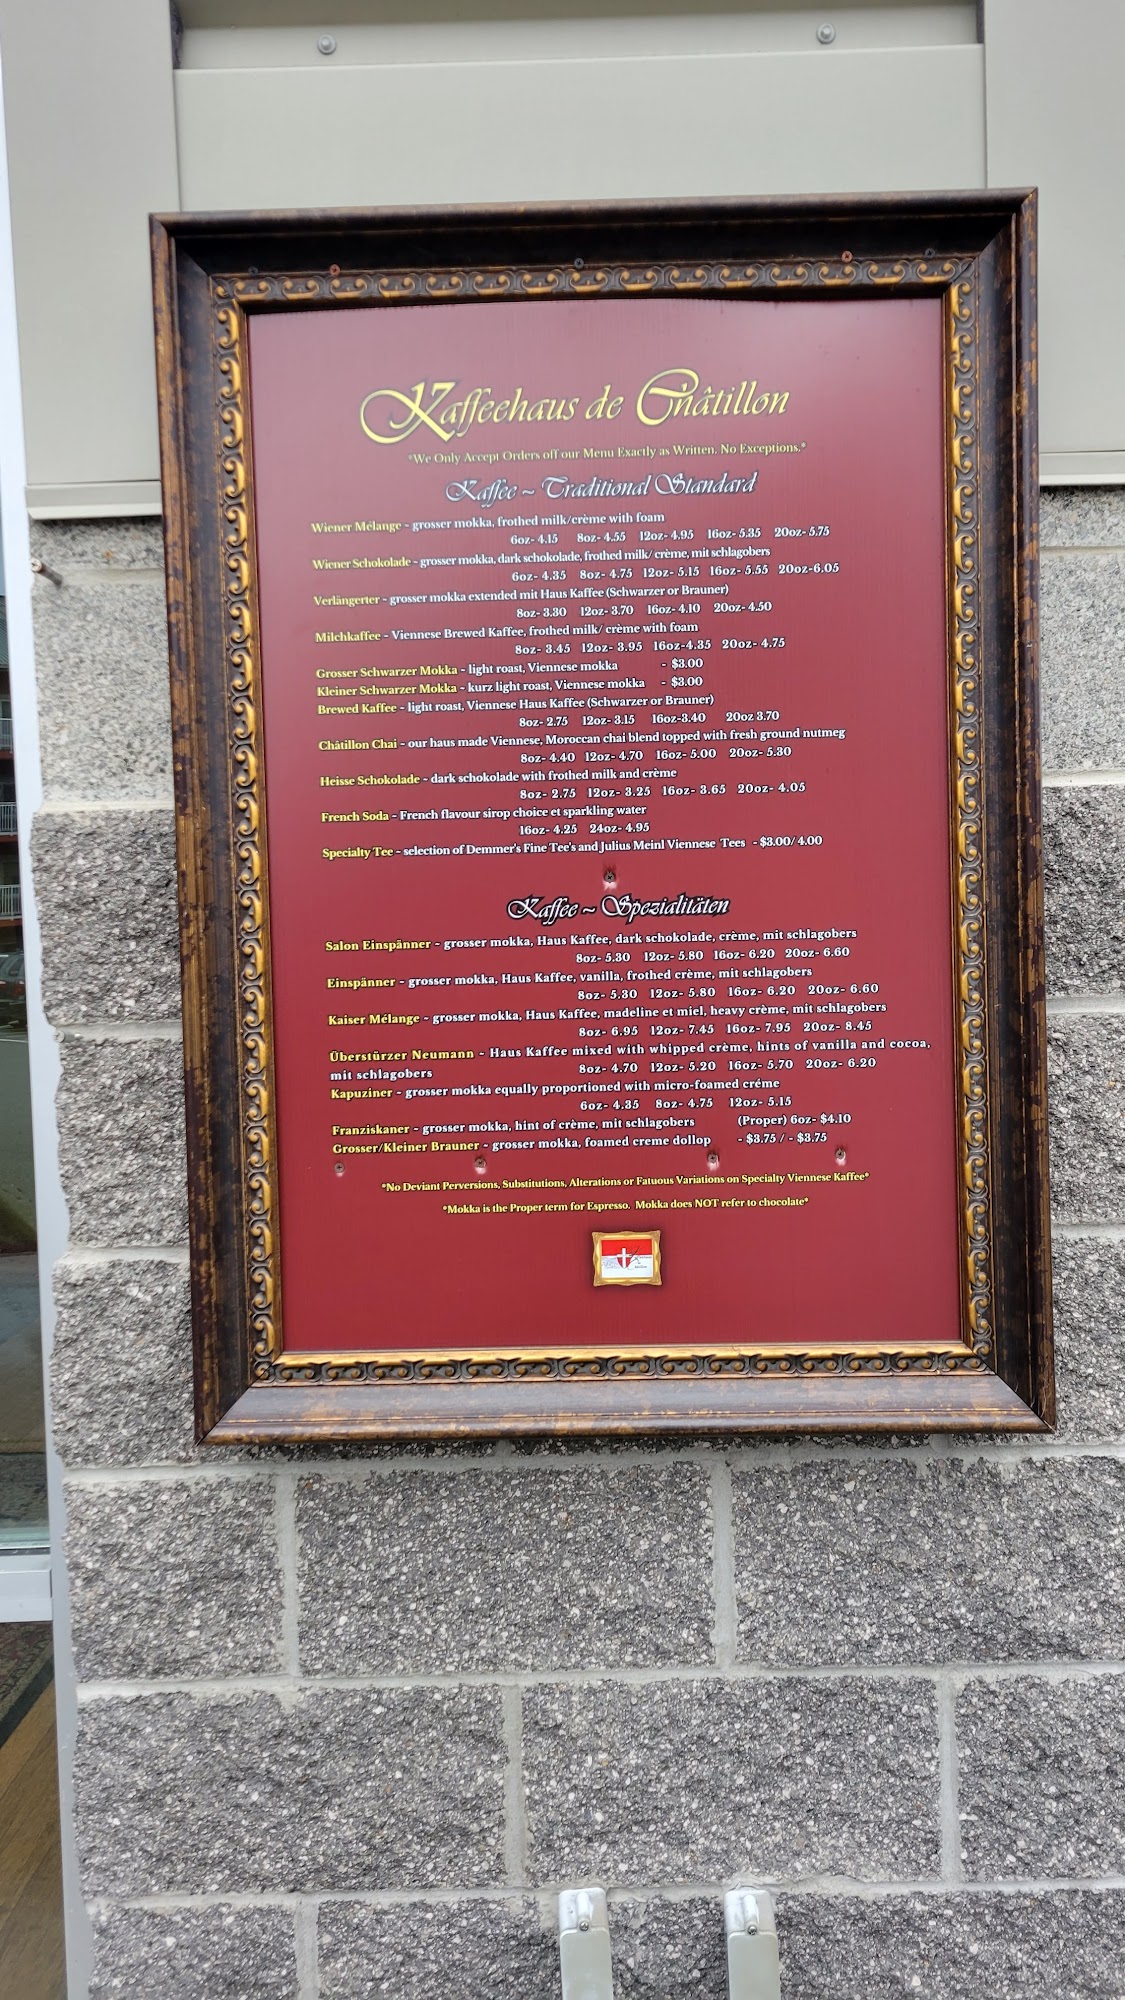 Kaffeehaus de Châtillon
*We Only Accept Orders off our Menu Exactly as Written. No Exceptions.*
Kaffee ~ Traditional Standard
Wiener Mélange - grosser mokka, frothed milk/crème with foam
6oz- 4.15 8oz- 4.55 12oz- 4.95 16oz- 5.35 20oz- 5.75
Wiener Schokolade - grosser mokka, dark schokolade, frothed milk/ crème, mit schlagobers
6oz- 4.35 8oz- 4.75 12oz- 5.15 16oz- 5.55 20oz-6.05
Verlängerter - grosser mokka extended mit Haus Kaffee (Schwarzer or Brauner)
8oz- 3.30 12oz- 3.70 16oz- 4.10 20oz- 4.50
Milchkaffee - Viennese Brewed Kaffee, frothed milk/ crème with foam
8oz- 3.45 12oz- 3.95 16oz-4.35 20oz- 4.75
Grosser Schwarzer Mokka - light roast, Viennese mokka - $3.00
Kleiner Schwarzer Mokka - kurz light roast, Viennese mokka - $3.00
Brewed Kaffee - light roast, Viennese Haus Kaffee (Schwarzer or Brauner)
8oz- 2.75 12oz- 3.15 16oz-3.40 20oz 3.70
Châtillon Chai - our haus made Viennese, Moroccan chai blend topped with fresh ground nutmeg
8oz- 4.40 12oz- 4.70 16oz- 5.00 20oz- 5.30
Heisse Schokolade - dark schokolade with frothed milk and crème
8oz- 2.75 12oz- 3.25 16oz- 3.65 20oz- 4.05
French Soda - French flavour sirop choice et sparkling water
16oz- 4.25 24oz- 4.95
Specialty Tee - selection of Demmer's Fine Tee's and Julius Meinl Viennese Tees - $3.00/ 4.00
Kaffee ~ Spezialitäten
Salon Einspänner - grosser mokka, Haus Kaffee, dark schokolade, crème, mit schlagobers
8oz- 5.30 12oz- 5.80 16oz- 6.20 20oz- 6.60
Einspänner - grosser mokka, Haus Kaffee, vanilla, frothed crème, mit schlagobers
8oz- 5.30 12oz- 5.80 16oz- 6.20 20oz- 6.60
Kaiser Mélange - grosser mokka, Haus Kaffee, madeline et miel, heavy crème, mit schlagobers
8oz- 6.95 12oz- 7.45 16oz- 7.95 20oz- 8.45
Überstürzer Neumann - Haus Kaffee mixed with whipped crème, hints of vanilla and cocoa,
mit schlagobers 8oz- 4.70 12oz- 5.20 16oz- 5.70 20oz- 6.20
Kapuziner - grosser mokka equally proportioned with micro-foamed créme
6oz- 4.35 8oz- 4.75 12oz- 5.15
Franziskaner - grosser mokka, hint of crème, mit schlagobers (Proper) 6oz- $4.10
Grosser/Kleiner Brauner - grosser mokka, foamed creme dollop - $3.75 / - $3.75
*No Deviant Perversions, Substitutions, Alterations or Fatuous Variations on Specialty Viennese Kaffee*
*Mokka is the Proper term for Espresso. Mokka does NOT refer to chocolate*